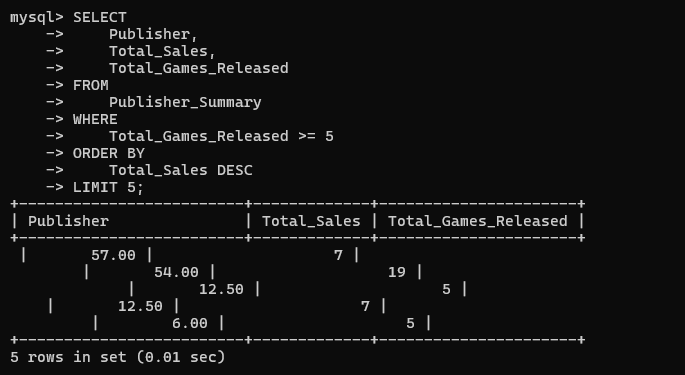 mysql> SELECT
    ->     Publisher,
    ->     Total_Sales,
    ->     Total_Games_Released
    -> FROM
    ->     Publisher_Summary
    -> WHERE
    ->     Total_Games_Released >= 5
    -> ORDER BY
    ->     Total_Sales DESC
    -> LIMIT 5;
+-------------------------+-------------+----------------------+
| Publisher               | Total_Sales | Total_Games_Released |
+-------------------------+-------------+----------------------+
 |       57.00 |                    7 |
        |       54.00 |                   19 |
             |       12.50 |                    5 |
    |       12.50 |                    7 |
         |        6.00 |                    5 |
+-------------------------+-------------+----------------------+
5 rows in set (0.01 sec)